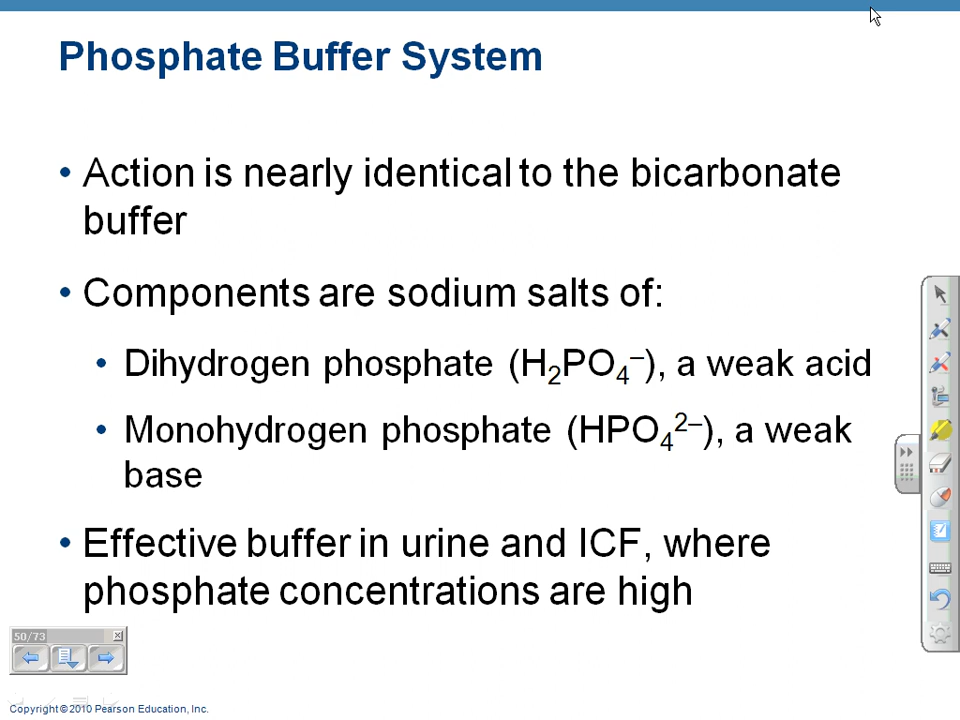 Phosphate Buffer System
• Action is nearly identical to the bicarbonate
buffer
• Components are sodium salts of:
• Dihydrogen phosphate (H₂PO₄⁻), a weak acid
• Monohydrogen phosphate (HPO₄²⁻), a weak
base
• Effective buffer in urine and ICF, where
phosphate concentrations are high
50/73
Copyright © 2010 Pearson Education, Inc.